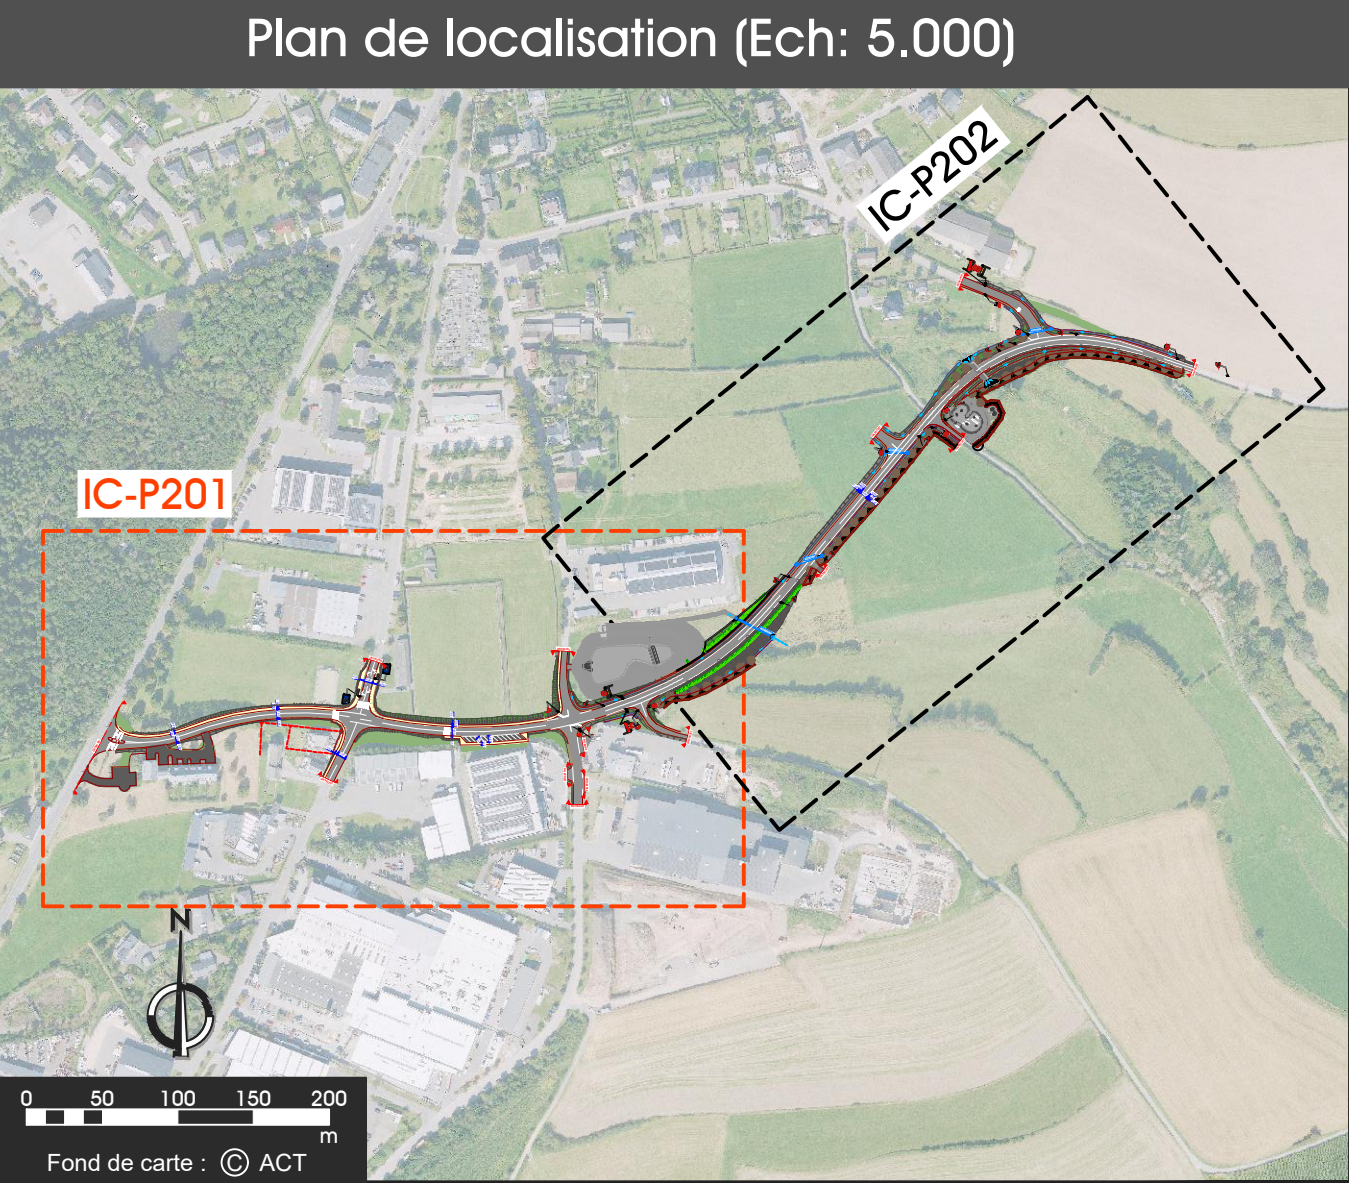 Plan de localisation (Ech: 5.000)
IC-P202
IC-P201
N
0 50 100 150 200
m
Fond de carte : © ACT